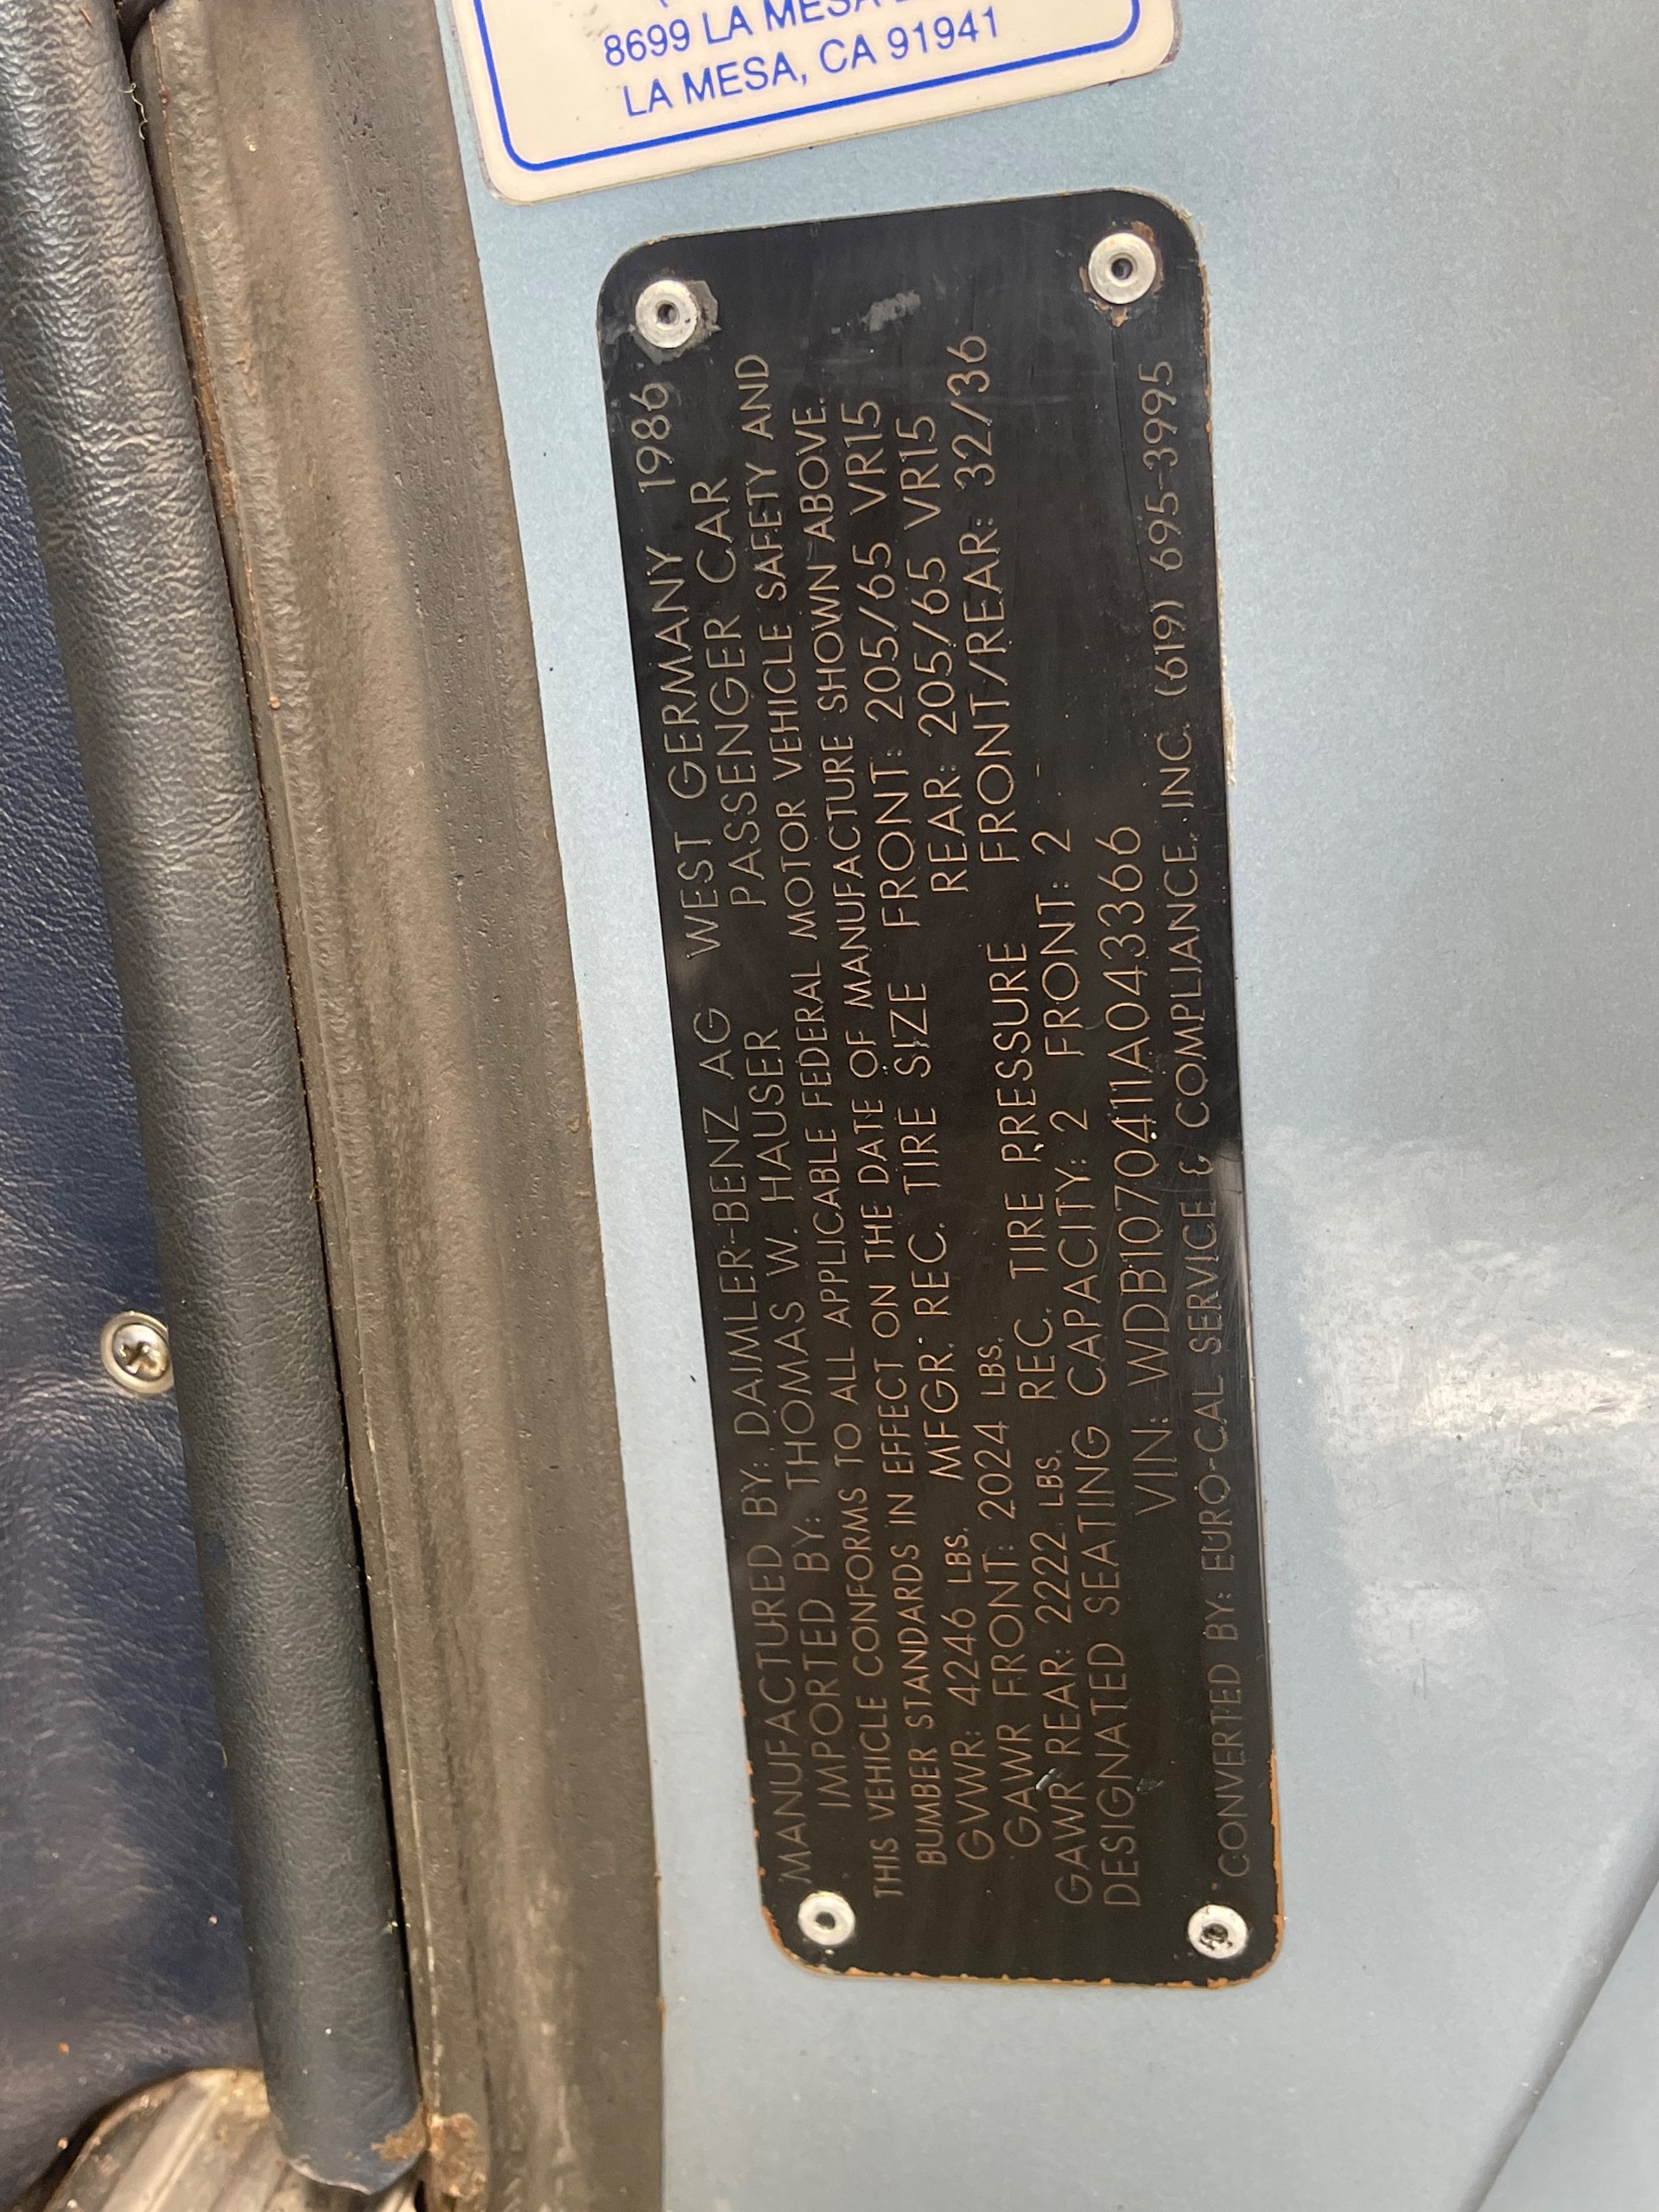 8699 LA MESA
LA MESA, CA 91941
MANUFACTURED BY: DAIMLER-BENZ AG WEST GERMANY 1986
IMPORTED BY: THOMAS W. HAUSER PASSENGER CAR
THIS VEHICLE CONFORMS TO ALL APPLICABLE FEDERAL MOTOR VEHICLE SAFETY AND
BUMBER STANDARDS IN EFFECT ON THE DATE OF MANUFACTURE SHOWN ABOVE.
GVWR: 4246 LBS. MFGR. REC. TIRE SIZE FRONT: 205/65 VR15
GAWR FRONT: 2024 LBS. REAR: 205/65 VR15
GAWR REAR: 2222 LBS. REC. TIRE PRESSURE FRONT/REAR: 32/36
DESIGNATED SEATING CAPACITY: 2 FRONT: 2
VIN: WDB1070411A043366
CONVERTED BY: EURO-CAL SERVICE & COMPLIANCE, INC. (619) 695-3995